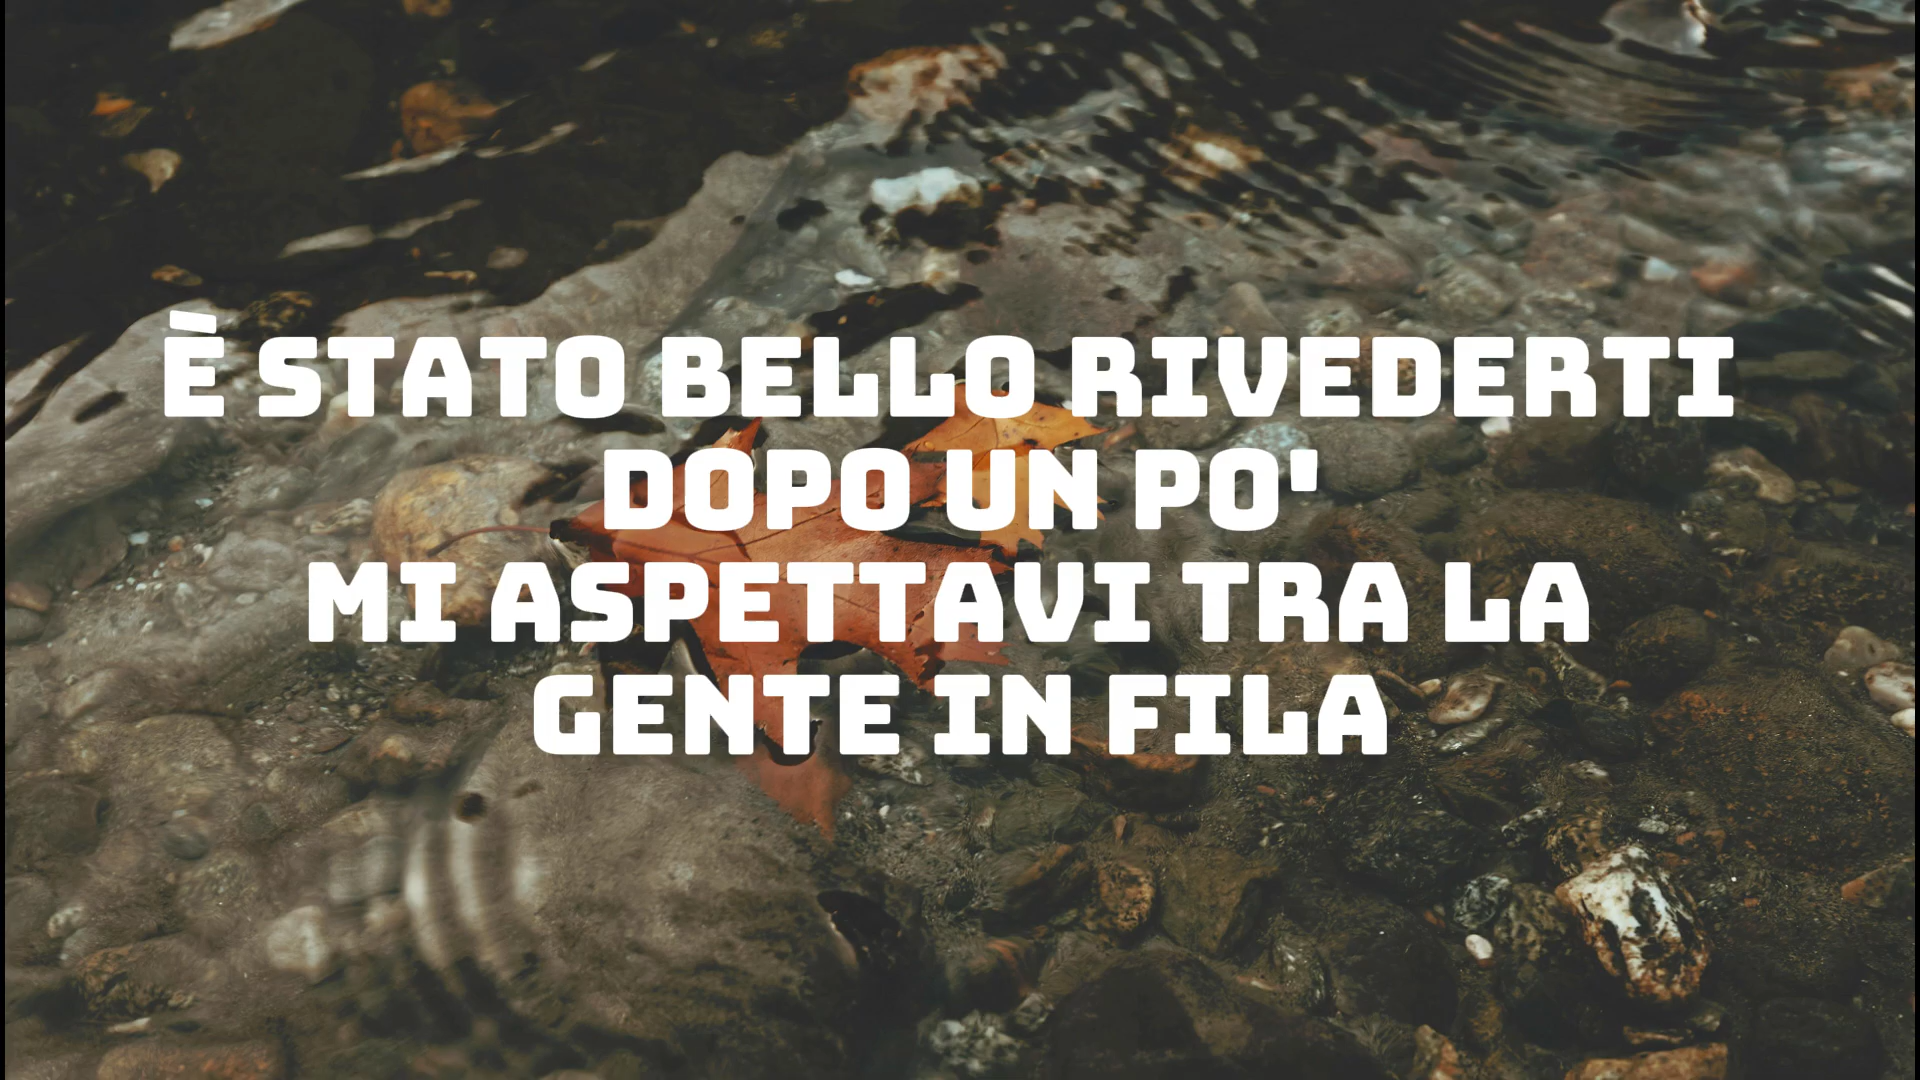 È STATO BELLO RIVEDERTI
DOPO UN PO'
MI ASPETTAVI TRA LA
GENTE IN FILA